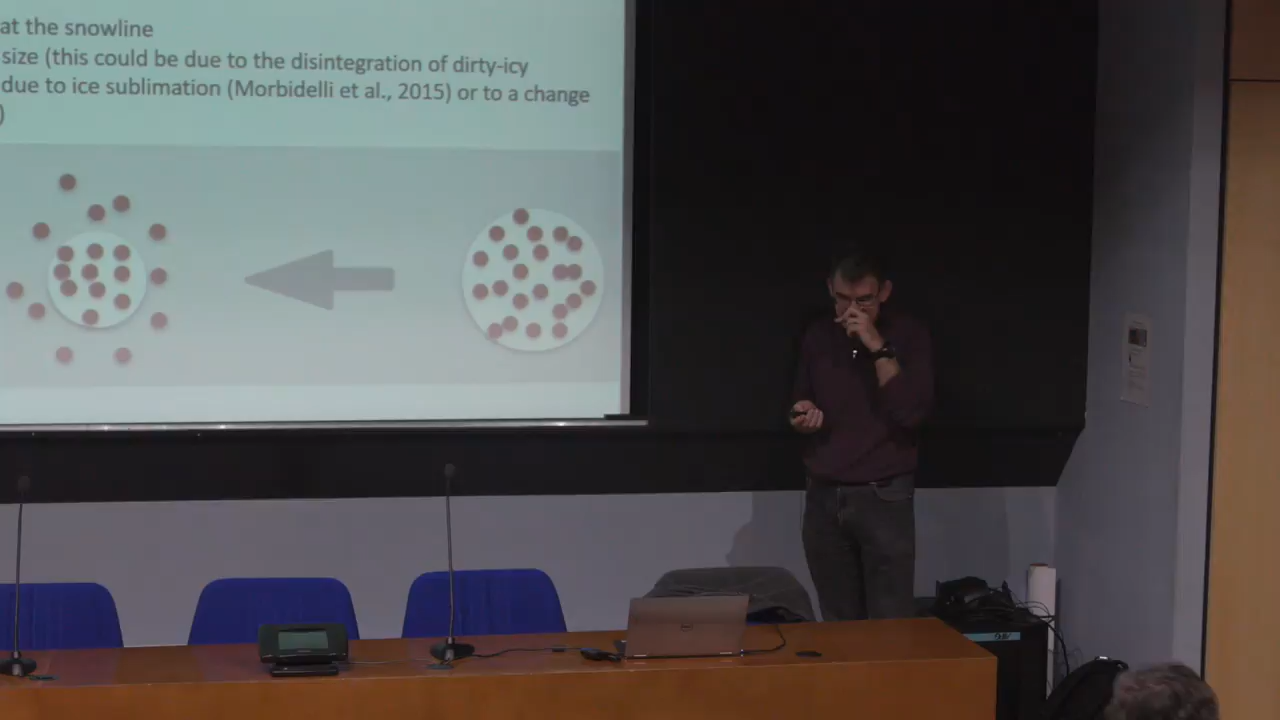 at the snowline
size (this could be due to the disintegration of dirty-icy
due to ice sublimation (Morbidelli et al., 2015) or to a change
)
DELL